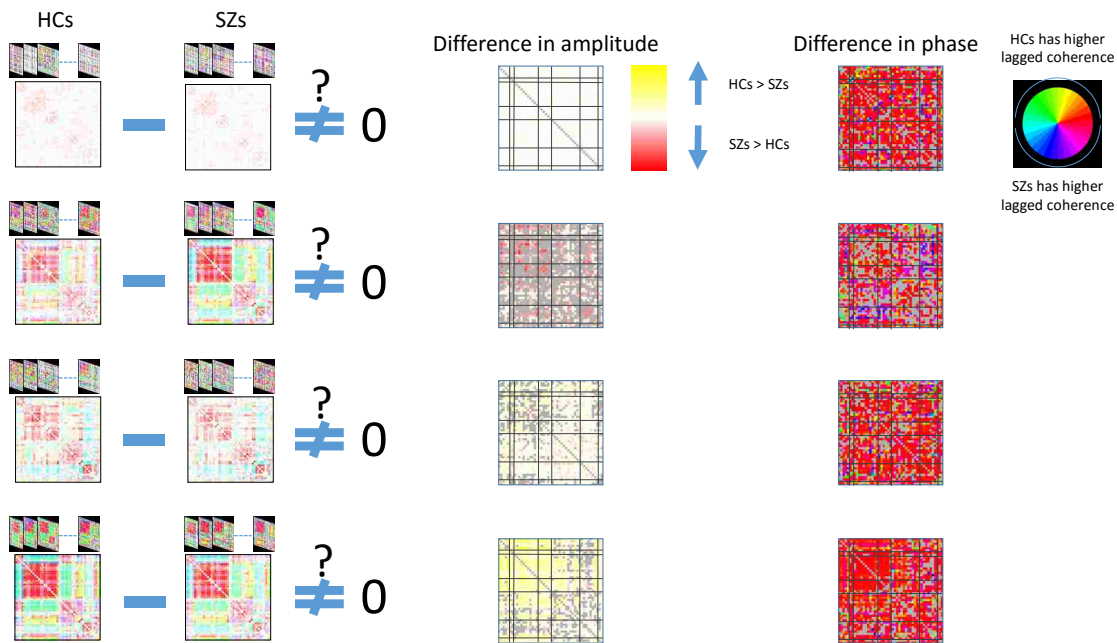 HCs
SZs
Difference in amplitude
Difference in phase
HCs has higher
lagged coherence
HCs > SZs
SZs > HCs
SZs has higher
lagged coherence
?
≠ 0
?
≠ 0
?
≠ 0
?
≠ 0